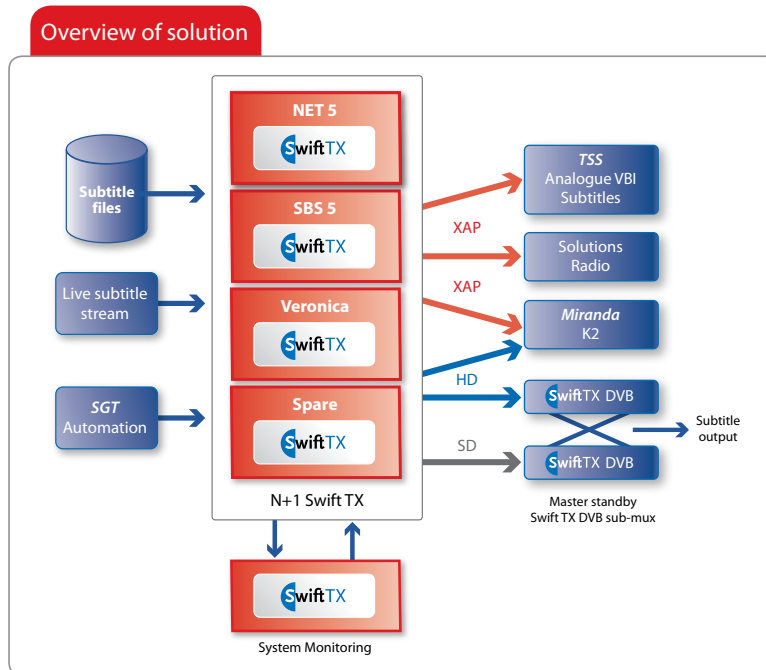 Overview of solution
NET 5
SwiftTX
Subtitle
files
SBS 5
SwiftTX
Live subtitle
stream
Veronica
SwiftTX
SGT
Automation
Spare
SwiftTX
N+1 Swift TX
SwiftTX
System Monitoring
XAP
XAP
HD
SD
TSS
Analogue VBI
Subtitles
Solutions
Radio
Miranda
K2
SwiftTX DVB
SwiftTX DVB
Subtitle
output
Master standby
Swift TX DVB sub-mux